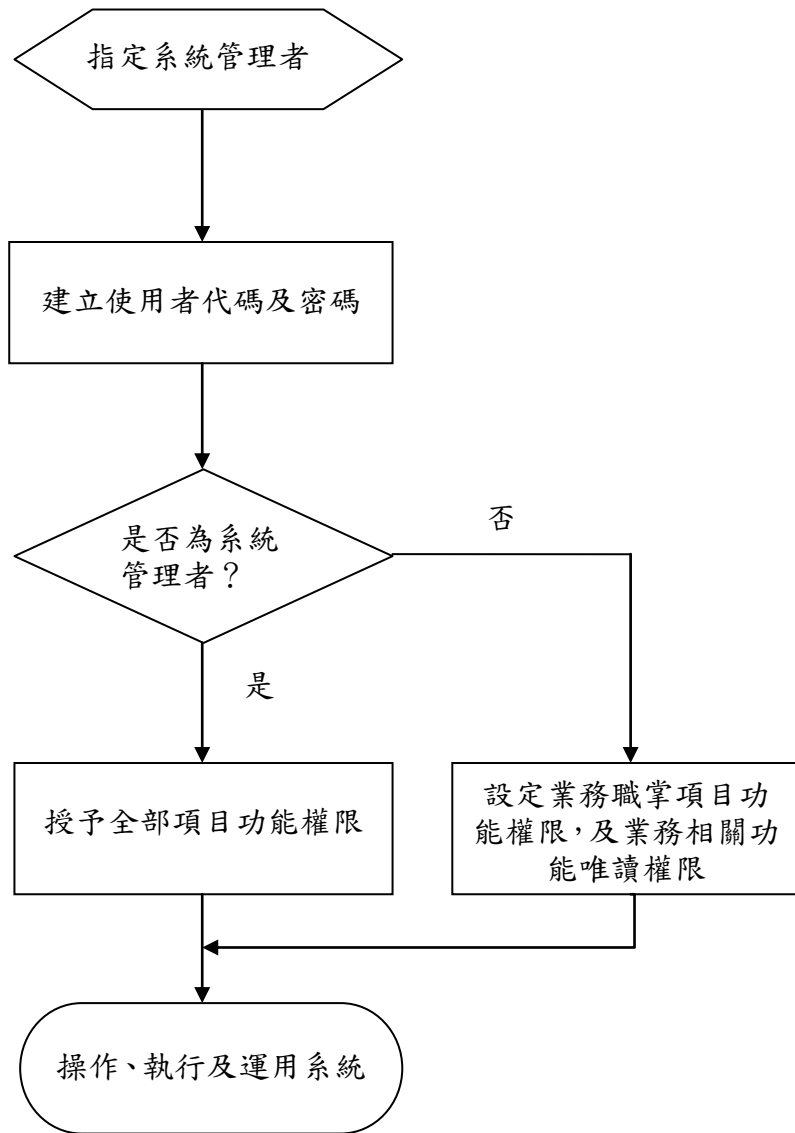 指定系統管理者
建立使用者代碼及密碼
是否為系統
管理者？
否
是
授予全部項目功能權限
設定業務職掌項目功
能權限，及業務相關功
能唯讀權限
操作、執行及運用系統